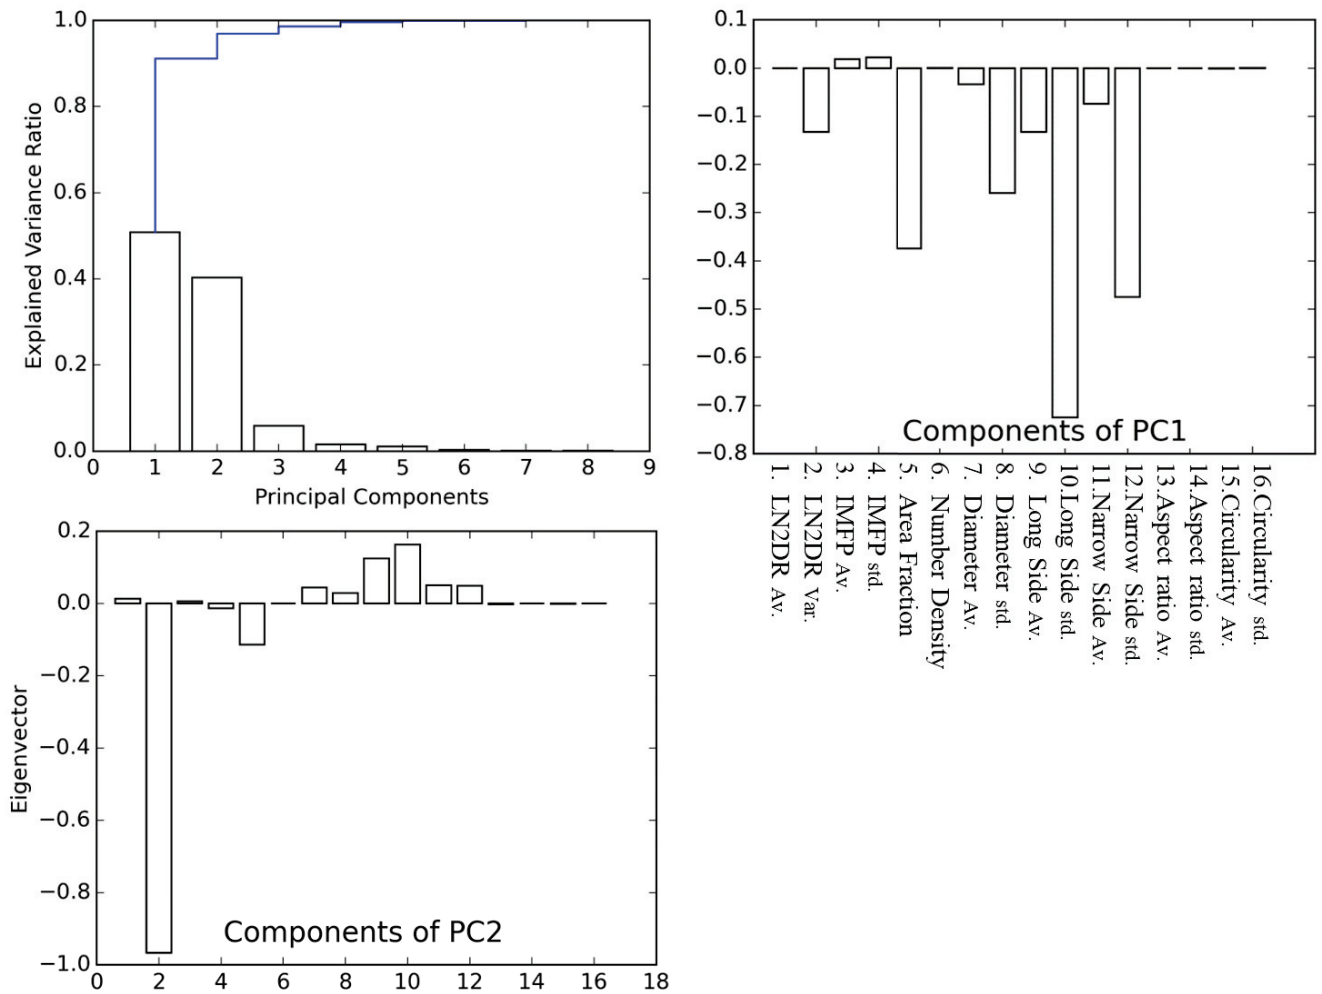 1.0
0.8
0.6
0.4
0.2
0.0
Explained Variance Ratio
0 1 2 3 4 5 6 7 8 9
Principal Components
0.1
0.0
−0.1
−0.2
−0.3
−0.4
−0.5
−0.6
−0.7
−0.8
Components of PC1
1. LN2DR Av.
2. LN2DR Var.
3. IMFP Av.
4. IMFP std.
5. Area Fraction
6. Number Density
7. Diameter Av.
8. Diameter std.
9. Long Side Av.
10.Long Side std.
11.Narrow Side Av.
12.Narrow Side std.
13.Aspect ratio Av.
14.Aspect ratio std.
15.Circularity Av.
16.Circularity std.
0.2
0.0
−0.2
−0.4
−0.6
−0.8
−1.0
Eigenvector
Components of PC2
0 2 4 6 8 10 12 14 16 18